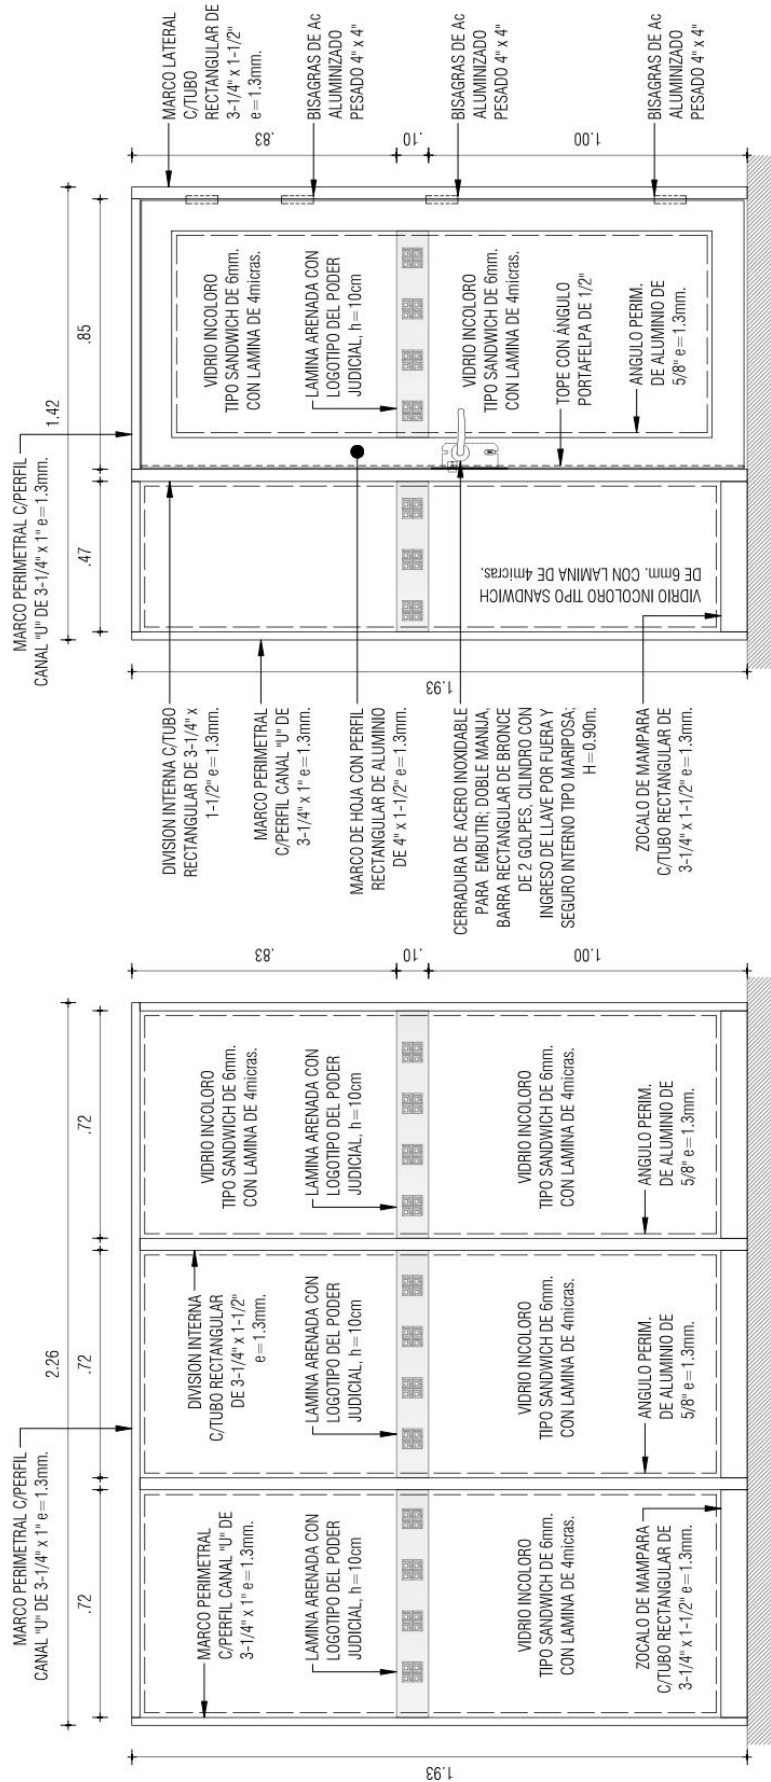 MARCO PERIMETRAL C/PERFIL
CANAL "U" DE 3-1/4" x 1" e=1.3mm.
2.26
.72
.72
.72
1.93
.83
.10
1.00
MARCO PERIMETRAL
C/PERFIL CANAL "U" DE
3-1/4" x 1" e=1.3mm.
DIVISION INTERNA
C/TUBO RECTANGULAR
DE 3-1/4" x 1-1/2"
e=1.3mm.
VIDRIO INCOLORO
TIPO SANDWICH DE 6mm.
CON LAMINA DE 4micras.
LAMINA ARENADA CON
LOGOTIPO DEL PODER
JUDICIAL, h=10cm
LAMINA ARENADA CON
LOGOTIPO DEL PODER
JUDICIAL, h=10cm
LAMINA ARENADA CON
LOGOTIPO DEL PODER
JUDICIAL, h=10cm
VIDRIO INCOLORO
TIPO SANDWICH DE 6mm.
CON LAMINA DE 4micras.
VIDRIO INCOLORO
TIPO SANDWICH DE 6mm.
CON LAMINA DE 4micras.
VIDRIO INCOLORO
TIPO SANDWICH DE 6mm.
CON LAMINA DE 4micras.
ZOCALO DE MAMPARA
C/TUBO RECTANGULAR DE
3-1/4" x 1-1/2" e=1.3mm.
ANGULO PERIM.
DE ALUMINIO DE
5/8" e=1.3mm.
ANGULO PERIM.
DE ALUMINIO DE
5/8" e=1.3mm.
MARCO PERIMETRAL C/PERFIL
CANAL "U" DE 3-1/4" x 1" e=1.3mm.
1.42
.47
.85
1.93
.83
.10
1.00
DIVISION INTERNA C/TUBO
RECTANGULAR DE 3-1/4" x
1-1/2" e=1.3mm.
MARCO PERIMETRAL
C/PERFIL CANAL "U" DE
3-1/4" x 1" e=1.3mm.
MARCO DE HOJA CON PERFIL
RECTANGULAR DE ALUMINIO
DE 4" x 1-1/2" e=1.3mm.
CERRADURA DE ACERO INOXIDABLE
PARA EMBUTIR; DOBLE MANIJA,
BARRA RECTANGULAR DE BRONCE
DE 2 GOLPES, CILINDRO CON
INGRESO DE LLAVE POR FUERA Y
SEGURO INTERNO TIPO MARIPOSA;
H=0.90m.
ZOCALO DE MAMPARA
C/TUBO RECTANGULAR DE
3-1/4" x 1-1/2" e=1.3mm.
VIDRIO INCOLORO TIPO SANDWICH
DE 6mm. CON LAMINA DE 4micras.
VIDRIO INCOLORO
TIPO SANDWICH DE 6mm.
CON LAMINA DE 4micras.
LAMINA ARENADA CON
LOGOTIPO DEL PODER
JUDICIAL, h=10cm
VIDRIO INCOLORO
TIPO SANDWICH DE 6mm.
CON LAMINA DE 4micras.
TOPE CON ÁNGULO
PORTAFELPA DE 1/2"
ANGULO PERIM.
DE ALUMINIO DE
5/8" e=1.3mm.
MARCO LATERAL
C/TUBO
RECTANGULAR DE
3-1/4" x 1-1/2"
e=1.3mm.
BISAGRAS DE Ac
ALUMINIZADO
PESADO 4" x 4"
BISAGRAS DE Ac
ALUMINIZADO
PESADO 4" x 4"
BISAGRAS DE Ac
ALUMINIZADO
PESADO 4" x 4"